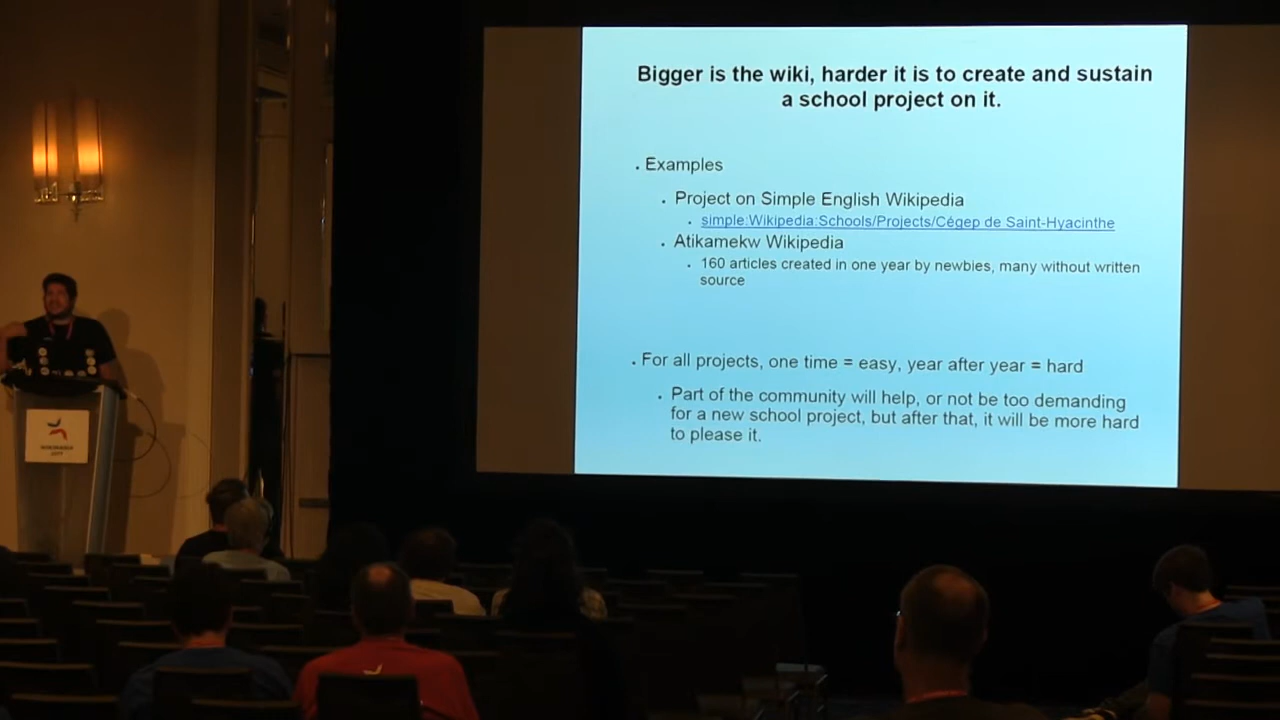 Bigger is the wiki, harder it is to create and sustain
a school project on it.
. Examples
. Project on Simple English Wikipedia
. simple:Wikipedia:Schools/Projects/Cégep de Saint-Hyacinthe
. Atikamekw Wikipedia
. 160 articles created in one year by newbies, many without written
source
. For all projects, one time = easy, year after year = hard
. Part of the community will help, or not be too demanding
for a new school project, but after that, it will be more hard
to please it.
WIKIMANIA
2017